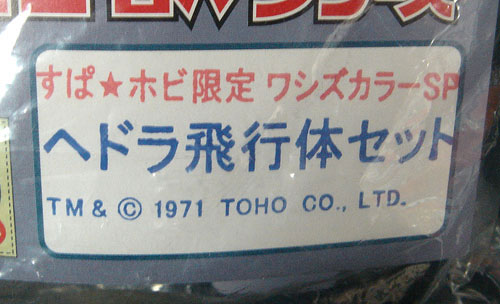 すぱ★ホビ限定 ワシズカラーSP
ヘドラ飛行体セット
TM & © 1971 TOHO CO., LTD.